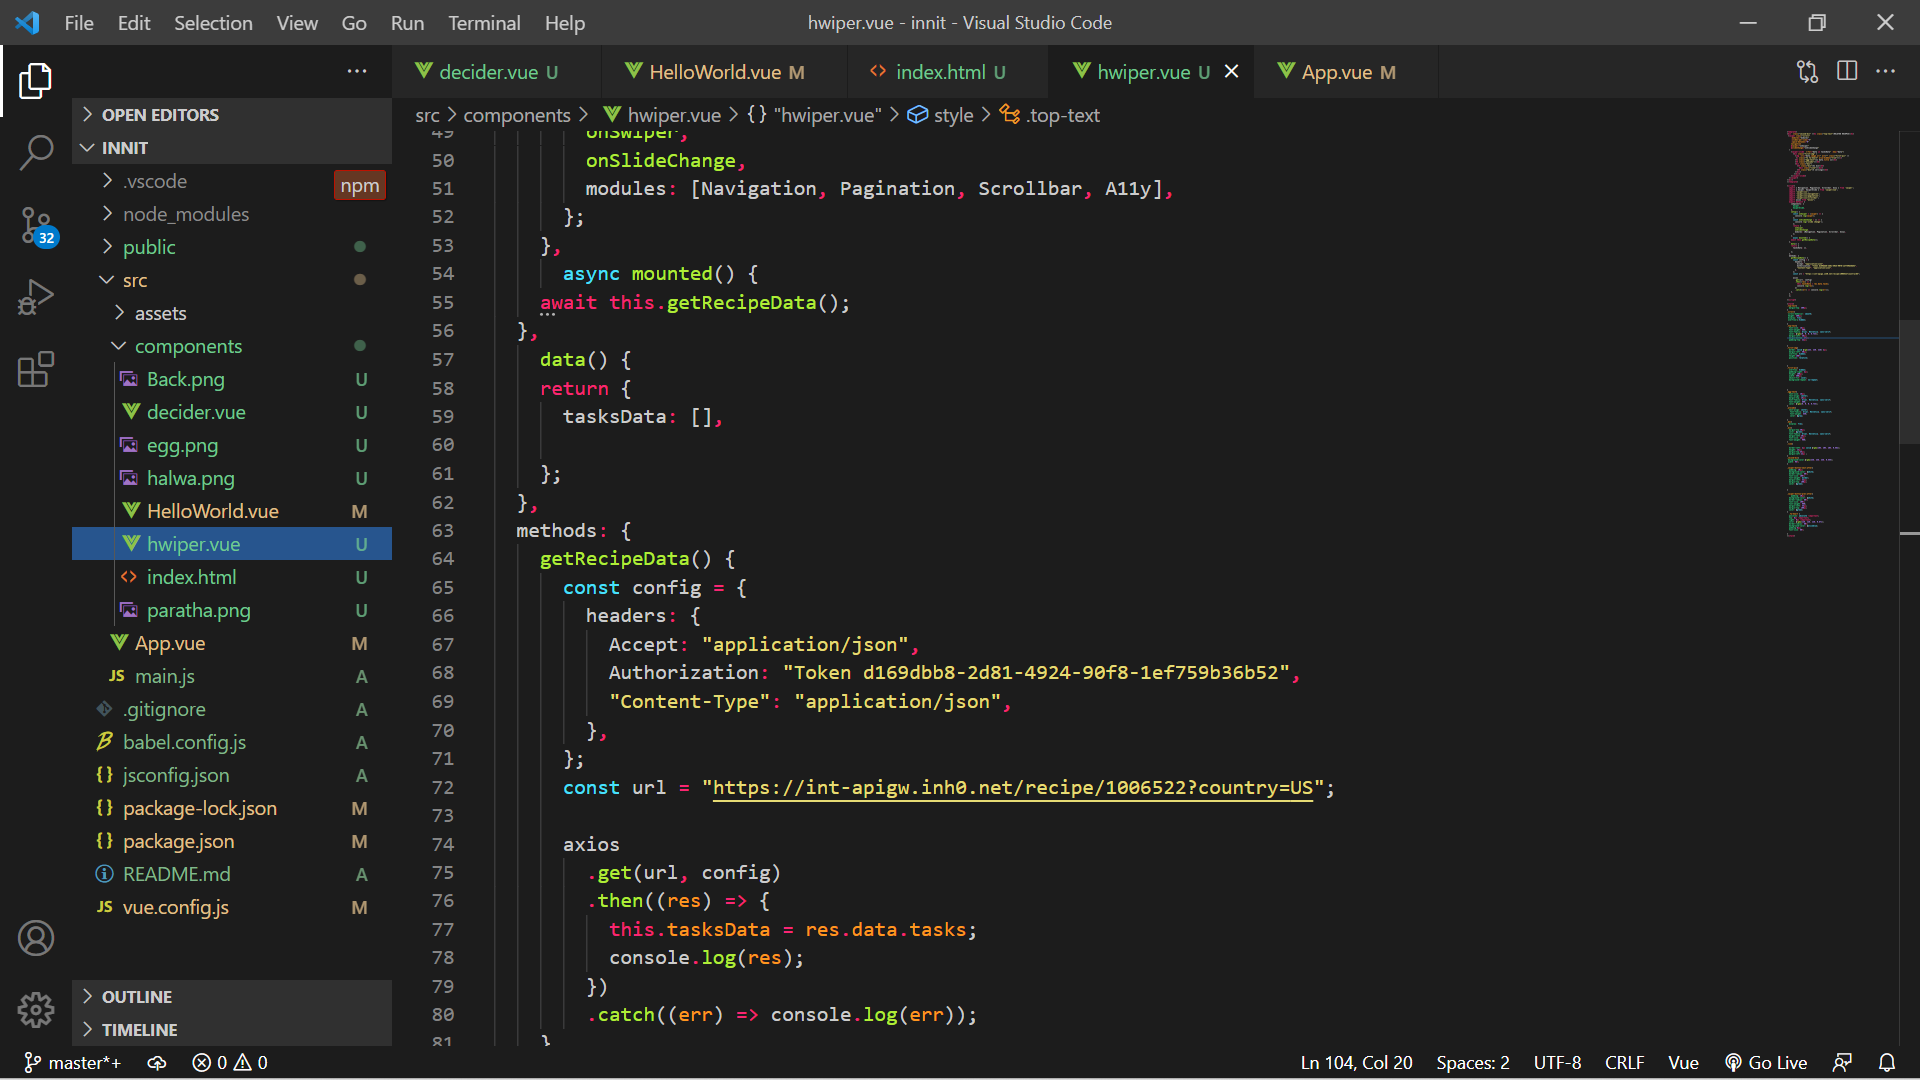 File Edit Selection View Go Run Terminal Help
hwiper.vue - innit - Visual Studio Code
decider.vue U
HelloWorld.vue M
index.html U
hwiper.vue U
App.vue M
src > components > hwiper.vue > {} "hwiper.vue" > style > .top-text
OPEN EDITORS
INNIT
.vscode
npm
node_modules
public
src
assets
components
Back.png U
decider.vue U
egg.png U
halwa.png U
HelloWorld.vue M
hwiper.vue U
index.html U
paratha.png U
App.vue M
JS main.js A
.gitignore A
babel.config.js A
{} jsconfig.json A
{} package-lock.json M
{} package.json M
README.md A
JS vue.config.js M
OUTLINE
TIMELINE
32
49 onSwiper,
50 onSlideChange,
51 modules: [Navigation, Pagination, Scrollbar, A11y],
52 };
53 },
54 async mounted() {
55 await this.getRecipeData();
56 },
57 data() {
58 return {
59 tasksData: [],
60
61 };
62 },
63 methods: {
64 getRecipeData() {
65 const config = {
66 headers: {
67 Accept: "application/json",
68 Authorization: "Token d169dbb8-2d81-4924-90f8-1ef759b36b52",
69 "Content-Type": "application/json",
70 },
71 };
72 const url = "https://int-apigw.inh0.net/recipe/1006522?country=US";
73
74 axios
75 .get(url, config)
76 .then((res) => {
77 this.tasksData = res.data.tasks;
78 console.log(res);
79 })
80 .catch((err) => console.log(err));
81 }
master*+ 0 0
Ln 104, Col 20 Spaces: 2 UTF-8 CRLF Vue Go Live